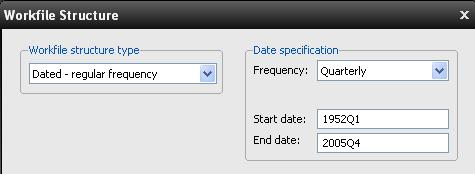 Workfile Structure x
Workfile structure type
Dated - regular frequency
Date specification
Frequency: Quarterly
Start date: 1952Q1
End date: 2005Q4